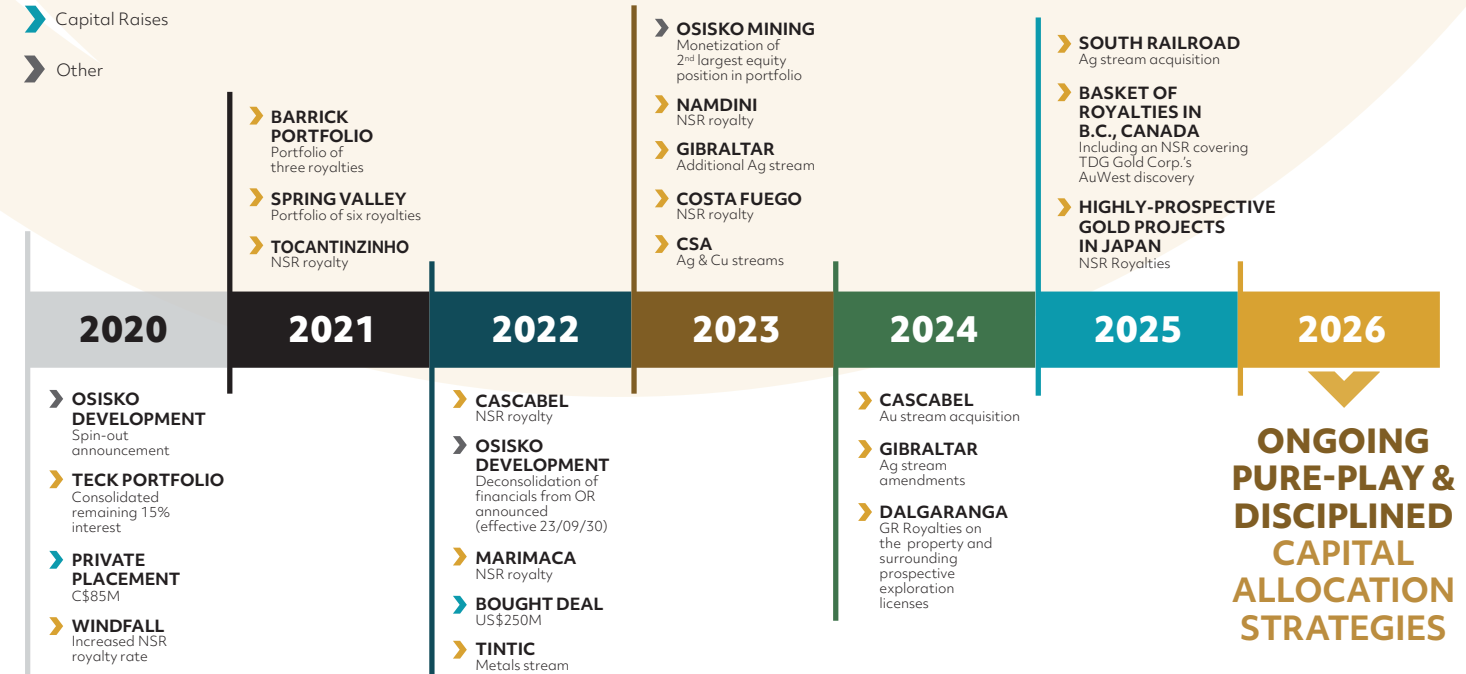 Capital Raises
Other
BARRICK
PORTFOLIO
Portfolio of
three royalties
SPRING VALLEY
Portfolio of six royalties
TOCANTINZINHO
NSR royalty
OSISKO MINING
Monetization of
2nd largest equity
position in portfolio
NAMDINI
NSR royalty
GIBRALTAR
Additional Ag stream
COSTA FUEGO
NSR royalty
CSA
Ag & Cu streams
SOUTH RAILROAD
Ag stream acquisition
BASKET OF
ROYALTIES IN
B.C., CANADA
Including an NSR covering
TDG Gold Corp.'s
AuWest discovery
HIGHLY-PROSPECTIVE
GOLD PROJECTS
IN JAPAN
NSR Royalties
2020
2021
2022
2023
2024
2025
2026
OSISKO
DEVELOPMENT
Spin-out
announcement
TECK PORTFOLIO
Consolidated
remaining 15%
interest
PRIVATE
PLACEMENT
C$85M
WINDFALL
Increased NSR
royalty rate
CASCABEL
NSR royalty
OSISKO
DEVELOPMENT
Deconsolidation of
financials from OR
announced
(effective 23/09/30)
MARIMACA
NSR royalty
BOUGHT DEAL
US$250M
TINTIC
Metals stream
CASCABEL
Au stream acquisition
GIBRALTAR
Ag stream
amendments
DALGARANGA
GR Royalties on
the property and
surrounding
prospective
exploration
licenses
ONGOING
PURE-PLAY &
DISCIPLINED
CAPITAL
ALLOCATION
STRATEGIES